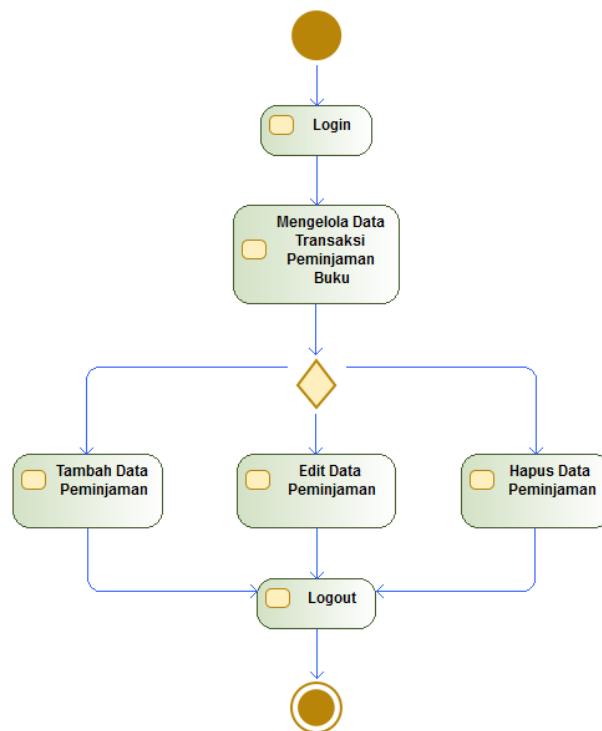 Login
Mengelola Data
Transaksi
Peminjaman
Buku
Tambah Data
Peminjaman
Edit Data
Peminjaman
Hapus Data
Peminjaman
Logout